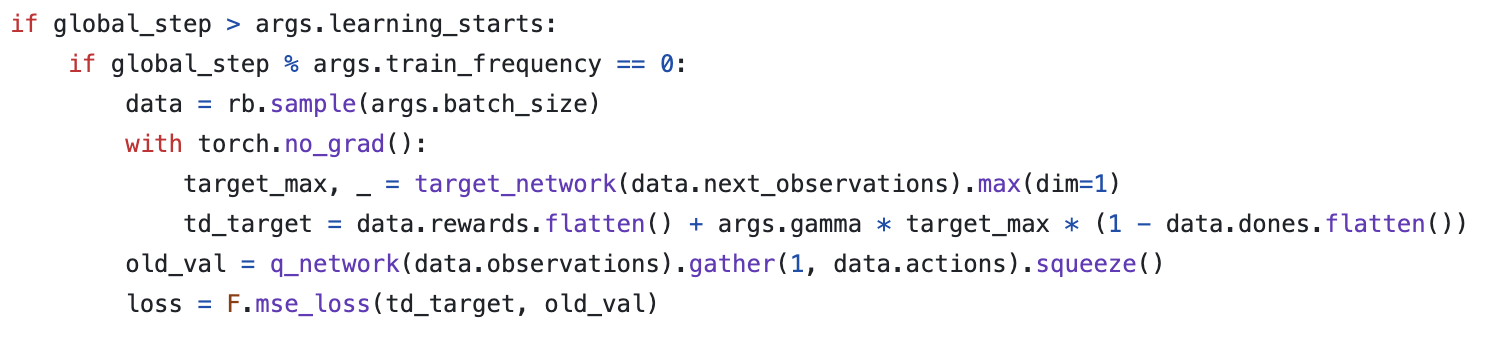 if global_step > args.learning_starts:
    if global_step % args.train_frequency == 0:
        data = rb.sample(args.batch_size)
        with torch.no_grad():
            target_max, _ = target_network(data.next_observations).max(dim=1)
            td_target = data.rewards.flatten() + args.gamma * target_max * (1 - data.dones.flatten())
        old_val = q_network(data.observations).gather(1, data.actions).squeeze()
        loss = F.mse_loss(td_target, old_val)